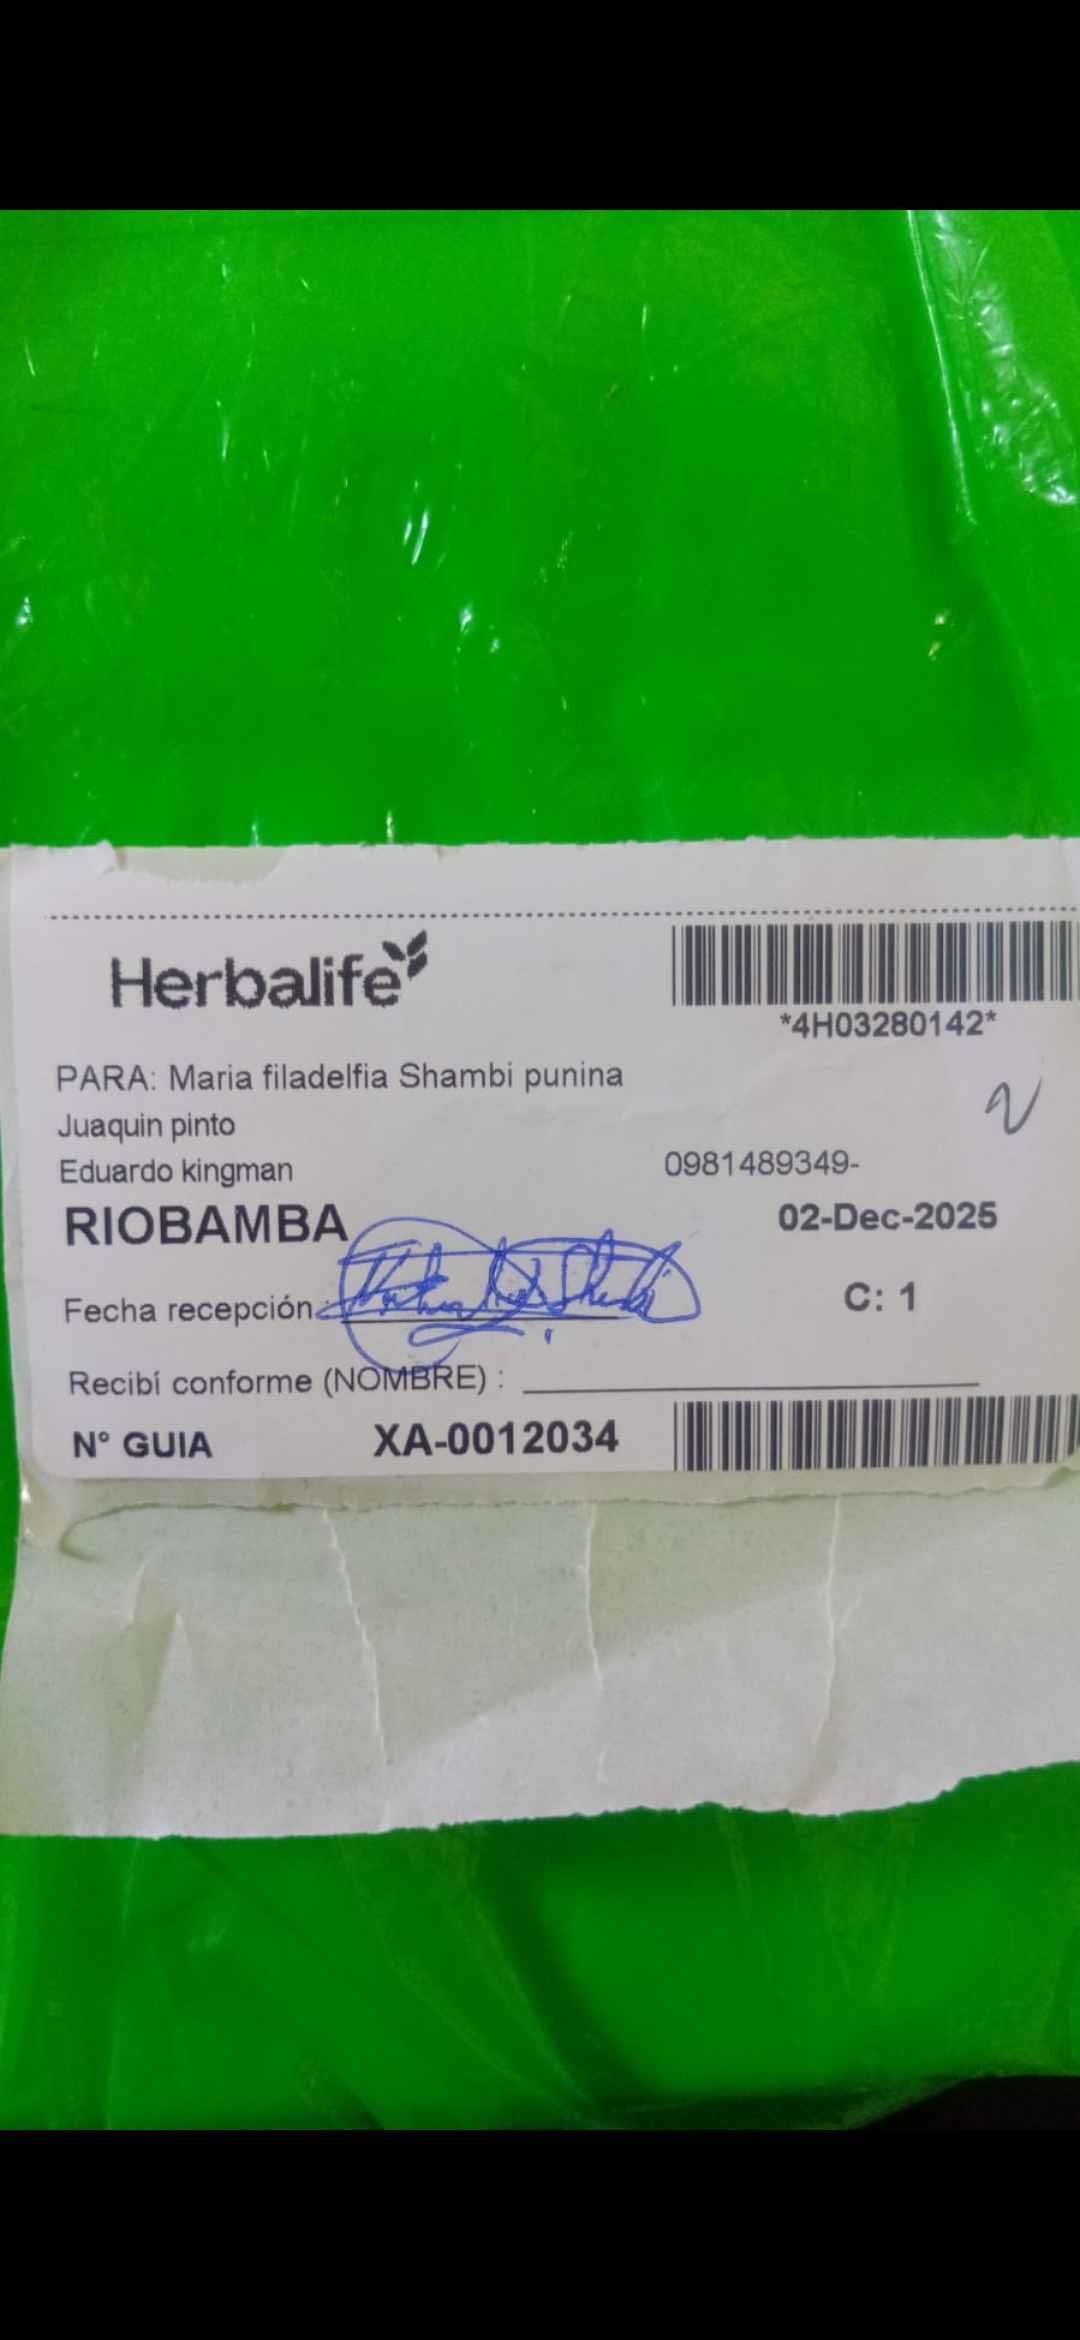 Herbalife
*4H03280142*
PARA: Maria filadelfia Shambi punina
Juaquin pinto
Eduardo kingman 0981489349-
RIOBAMBA 02-Dec-2025
Fecha recepción:
C: 1
Recibí conforme (NOMBRE) :
N° GUIA XA-0012034